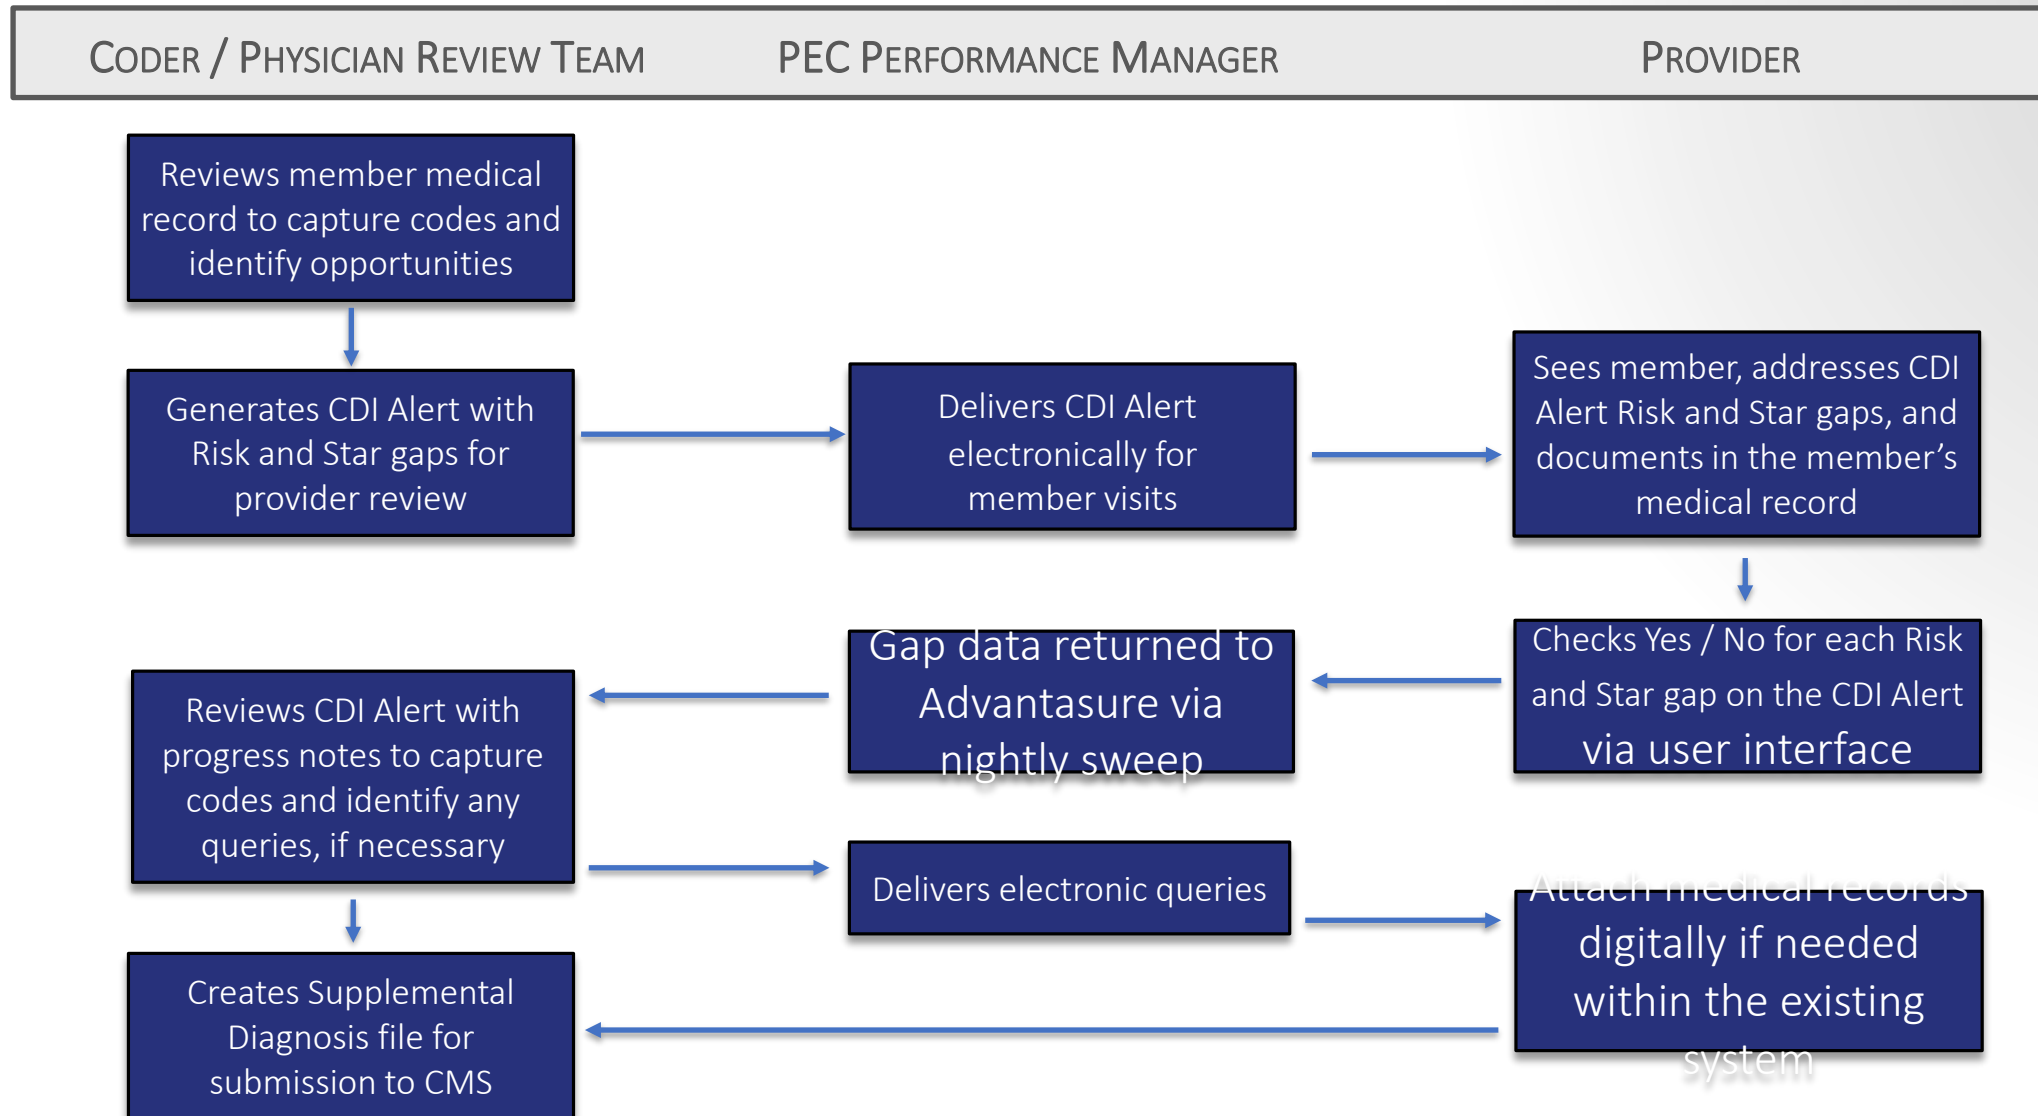 CODER / PHYSICIAN REVIEW TEAM
PEC PERFORMANCE MANAGER
PROVIDER
Reviews member medical
record to capture codes and
identify opportunities
Generates CDI Alert with
Risk and Star gaps for
provider review
Delivers CDI Alert
electronically for
member visits
Sees member, addresses CDI
Alert Risk and Star gaps, and
documents in the member’s
medical record
Checks Yes / No for each Risk
and Star gap on the CDI Alert
via user interface
Gap data returned to
Advantasure via
nightly sweep
Reviews CDI Alert with
progress notes to capture
codes and identify any
queries, if necessary
Delivers electronic queries
Attach medical records
digitally if needed
within the existing
system
Creates Supplemental
Diagnosis file for
submission to CMS